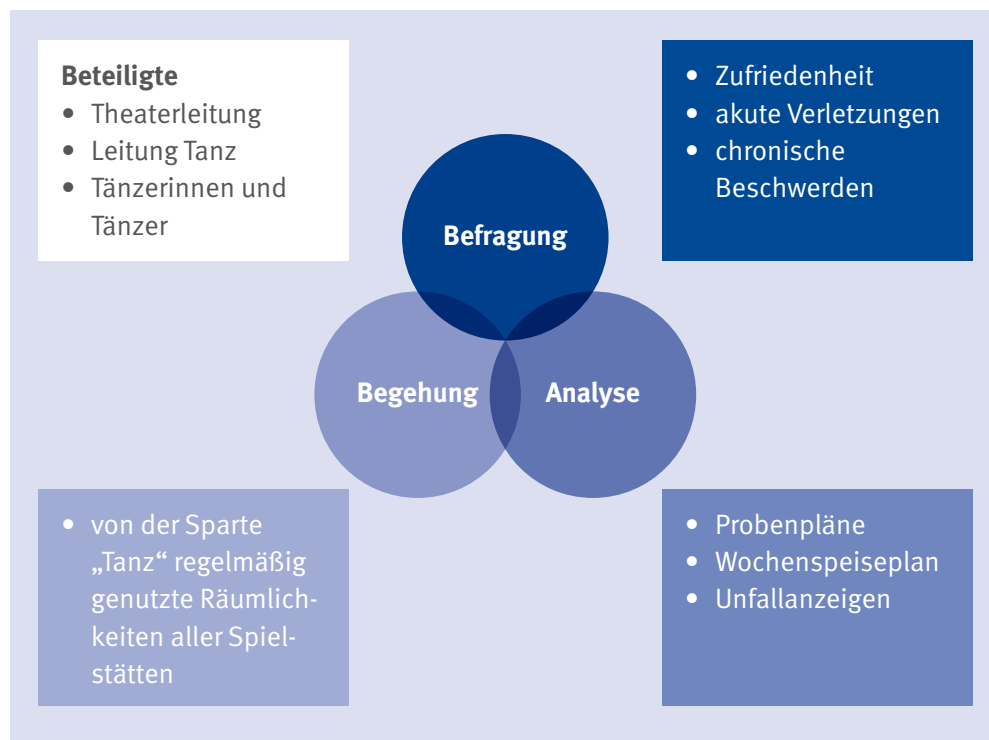 Beteiligte
• Theaterleitung
• Leitung Tanz
• Tänzerinnen und
Tänzer
• Zufriedenheit
• akute Verletzungen
• chronische
Beschwerden
Befragung
Begehung
Analyse
• von der Sparte
„Tanz“ regelmäßig
genutzte Räumlich-
keiten aller Spiel-
stätten
• Probenpläne
• Wochenspeiseplan
• Unfallanzeigen